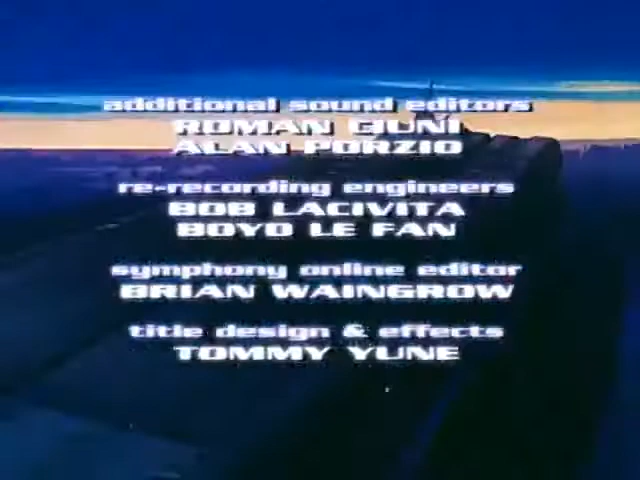 additional sound editors
ROMAN GIUNI
ALAN PORZIO
re-recording engineers
BOB LACIVITA
BOYD LE FAN
symphony online editor
BRIAN WAINGROW
title design & effects
TOMMY YUNE